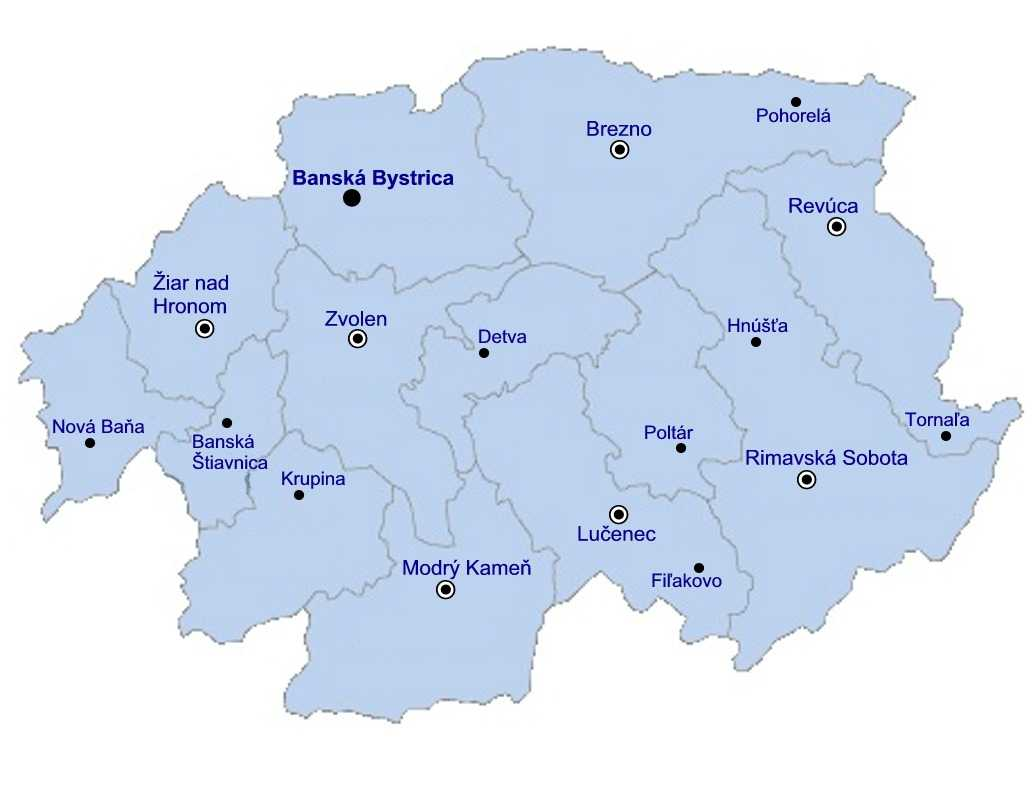 Pohorelá
Brezno
Banská Bystrica
Revúca
Žiar nad
Hronom
Zvolen
Hnúšťa
Detva
Nová Baňa
Banská
Štiavnica
Tornaľa
Poltár
Rimavská Sobota
Krupina
Lučenec
Modrý Kameň
Fiľakovo